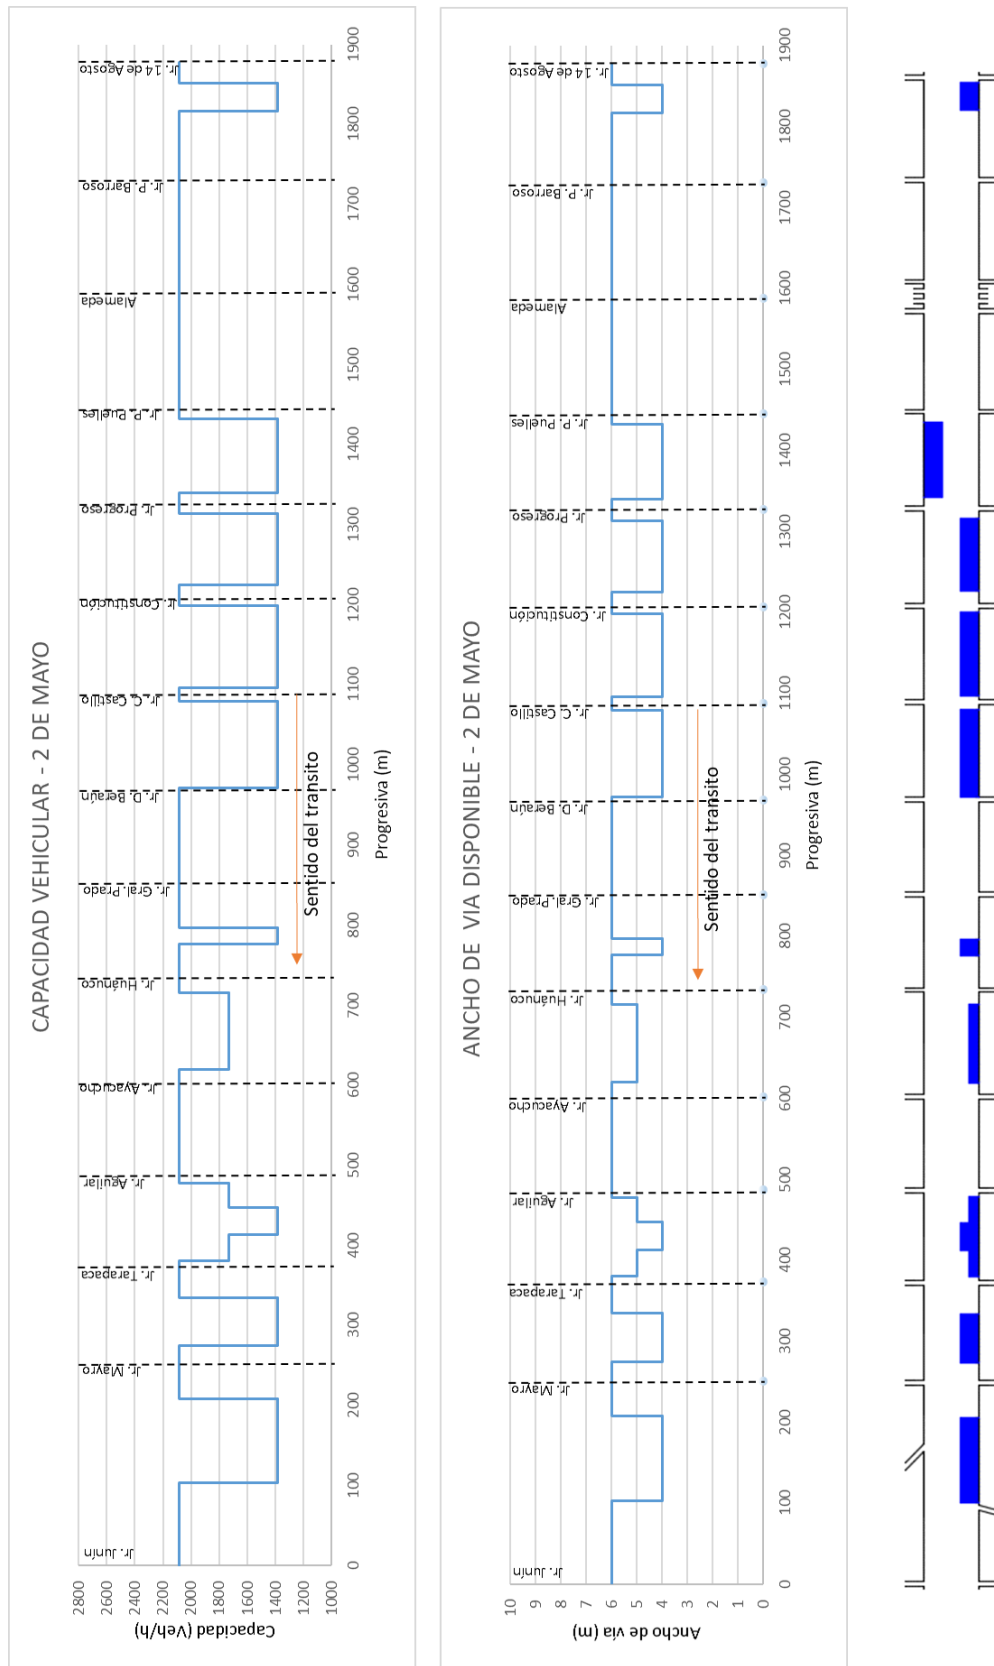 CAPACIDAD VEHICULAR - 2 DE MAYO
Capacidad (Veh/h)
2800
2600
2400
2200
2000
1800
1600
1400
1200
1000
Jr. Junín
Jr. Mayro
Jr. Tarapaca
Jr. Aguilar
Jr. Ayacucho
Jr. Huánuco
Jr. Gral. Prado
Jr. D. Beraún
Jr. C. Castillo
Jr. Constitución
Jr. Progreso
Jr. P. Puelles
Alameda
Jr. P. Barroso
Jr. 14 de Agosto
Sentido del transito
0 100 200 300 400 500 600 700 800 900 1000 1100 1200 1300 1400 1500 1600 1700 1800 1900
Progresiva (m)
ANCHO DE VIA DISPONIBLE - 2 DE MAYO
Ancho de vía (m)
10
9
8
7
6
5
4
3
2
1
0
Jr. Junín
Jr. Mayro
Jr. Tarapaca
Jr. Aguilar
Jr. Ayacucho
Jr. Huánuco
Jr. Gral. Prado
Jr. D. Beraún
Jr. C. Castillo
Jr. Constitución
Jr. Progreso
Jr. P. Puelles
Alameda
Jr. P. Barroso
Jr. 14 de Agosto
Sentido del transito
0 100 200 300 400 500 600 700 800 900 1000 1100 1200 1300 1400 1500 1600 1700 1800 1900
Progresiva (m)